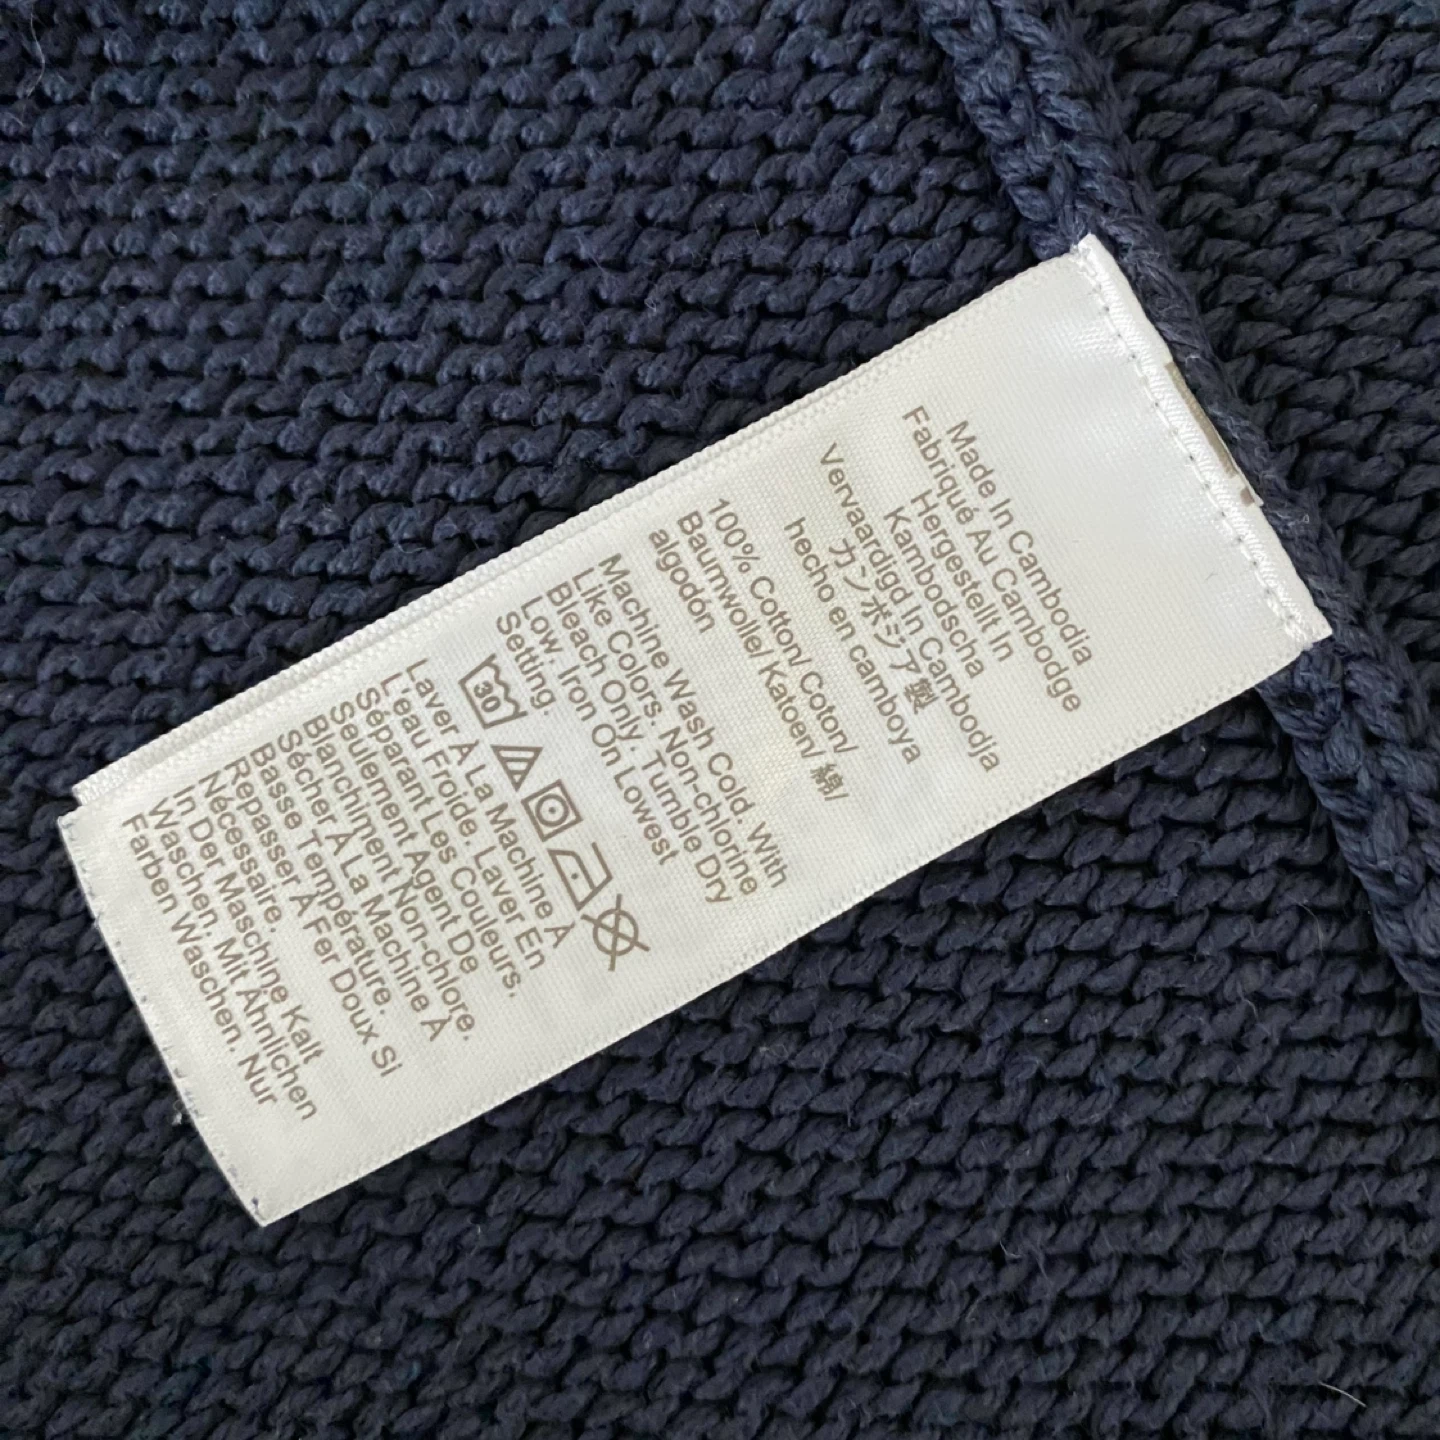 Made In Cambodia
Fabriqué Au Cambodge
Hergestellt In
Kambodscha
Vervaardigd In Cambodja
カンボジア製
hecho en camboya
100% Cotton/ Coton/
Baumwolle/ Katoen/ 綿/
algodón
Machine Wash Cold. With
Like Colors. Non-chlorine
Bleach Only. Tumble Dry
Low. Iron On Lowest
Setting.
30
Laver À La Machine À
L'eau Froide. Laver En
Séparant Les Couleurs.
Seulement Agent De
Blanchiment Non-chlore.
Sécher À La Machine À
Basse Température.
Repasser À Fer Doux Si
Nécessaire.
In Der Maschine Kalt
Waschen. Mit Ähnlichen
Farben Waschen. Nur